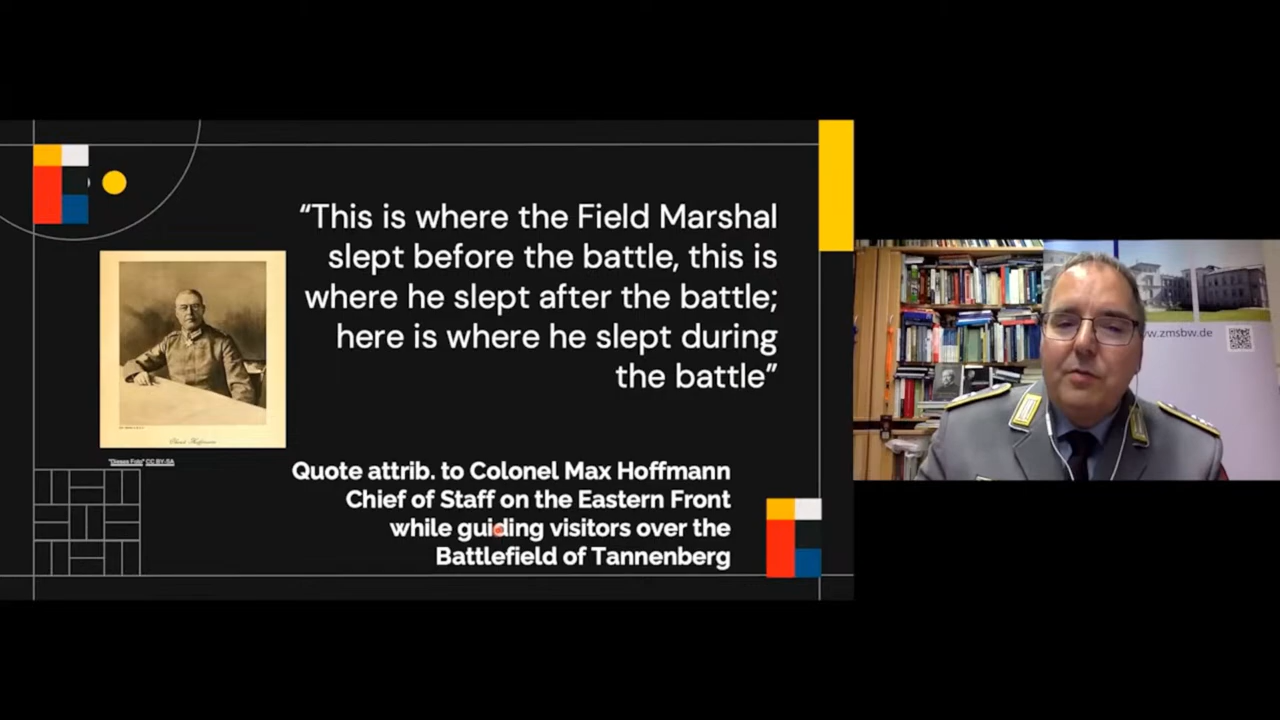 “This is where the Field Marshal
slept before the battle, this is
where he slept after the battle;
here is where he slept during
the battle”
"Dieses Foto" CC BY-SA
Quote attrib. to Colonel Max Hoffmann
Chief of Staff on the Eastern Front
while guiding visitors over the
Battlefield of Tannenberg
www.zmsbw.de